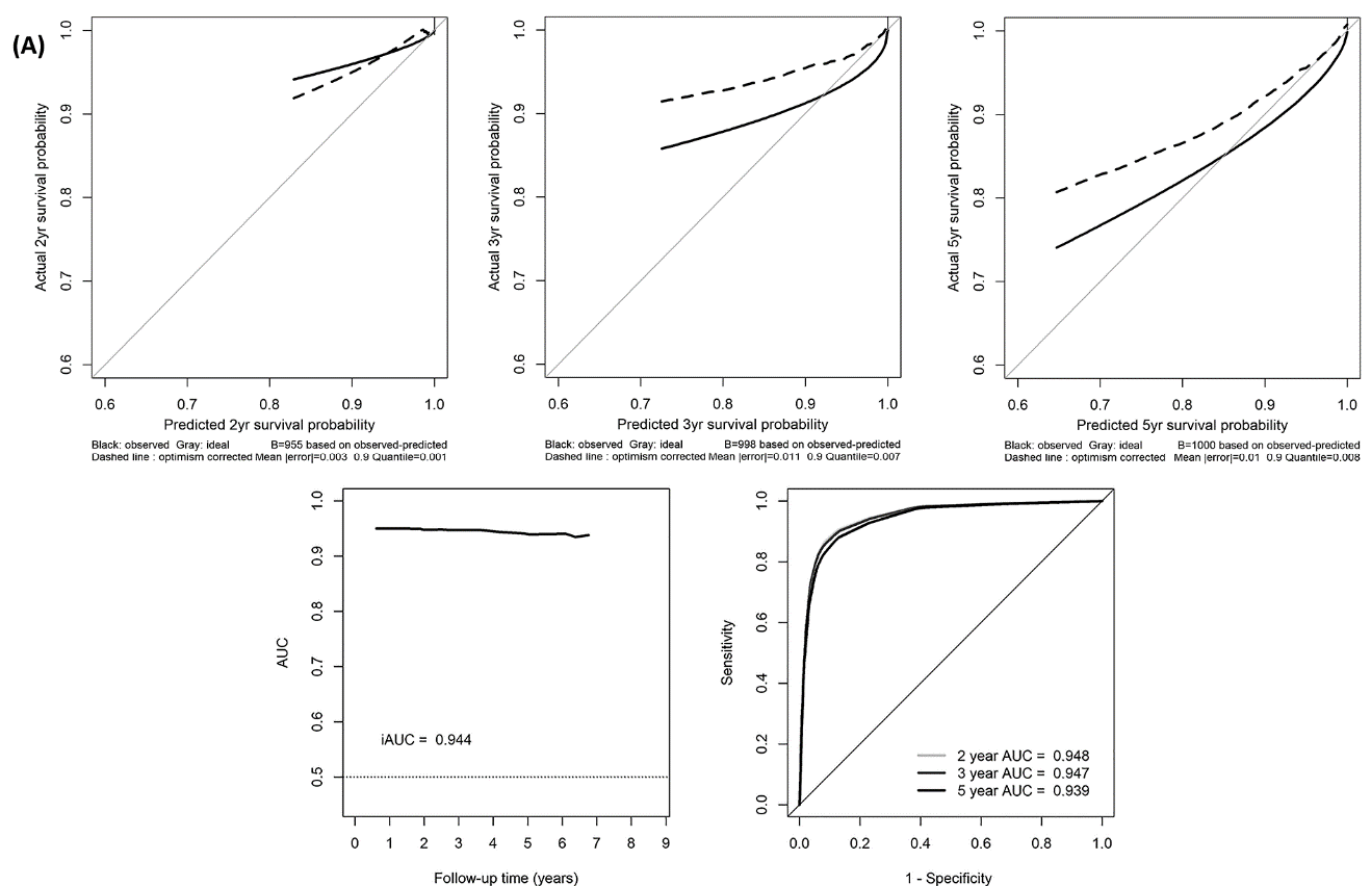 (A)
Actual 2yr survival probability
1.0
0.9
0.8
0.7
0.6
0.6 0.7 0.8 0.9 1.0
Predicted 2yr survival probability
Black: observed Gray: ideal B=955 based on observed-predicted
Dashed line : optimism corrected Mean |error|=0.003 0.9 Quantile=0.001
Actual 3yr survival probability
1.0
0.9
0.8
0.7
0.6
0.6 0.7 0.8 0.9 1.0
Predicted 3yr survival probability
Black: observed Gray: ideal B=998 based on observed-predicted
Dashed line : optimism corrected Mean |error|=0.011 0.9 Quantile=0.007
Actual 5yr survival probability
1.0
0.9
0.8
0.7
0.6
0.6 0.7 0.8 0.9 1.0
Predicted 5yr survival probability
Black: observed Gray: ideal B=1000 based on observed-predicted
Dashed line : optimism corrected Mean |error|=0.01 0.9 Quantile=0.008
AUC
1.0
0.9
0.8
0.7
0.6
0.5
iAUC = 0.944
0 1 2 3 4 5 6 7 8 9
Follow-up time (years)
Sensitivity
1.0
0.8
0.6
0.4
0.2
0.0
2 year AUC = 0.948
3 year AUC = 0.947
5 year AUC = 0.939
0.0 0.2 0.4 0.6 0.8 1.0
1 - Specificity